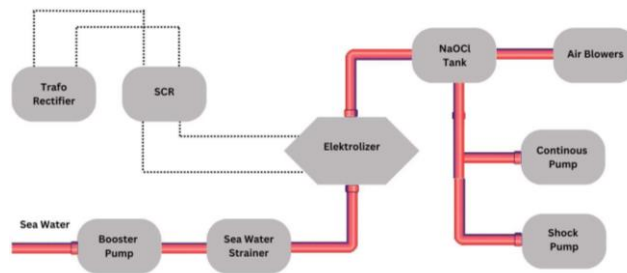 NaOCl
Tank
Air Blowers
Trafo
Rectifier
SCR
Elektrolizer
Continous
Pump
Sea Water
Booster
Pump
Sea Water
Strainer
Shock
Pump